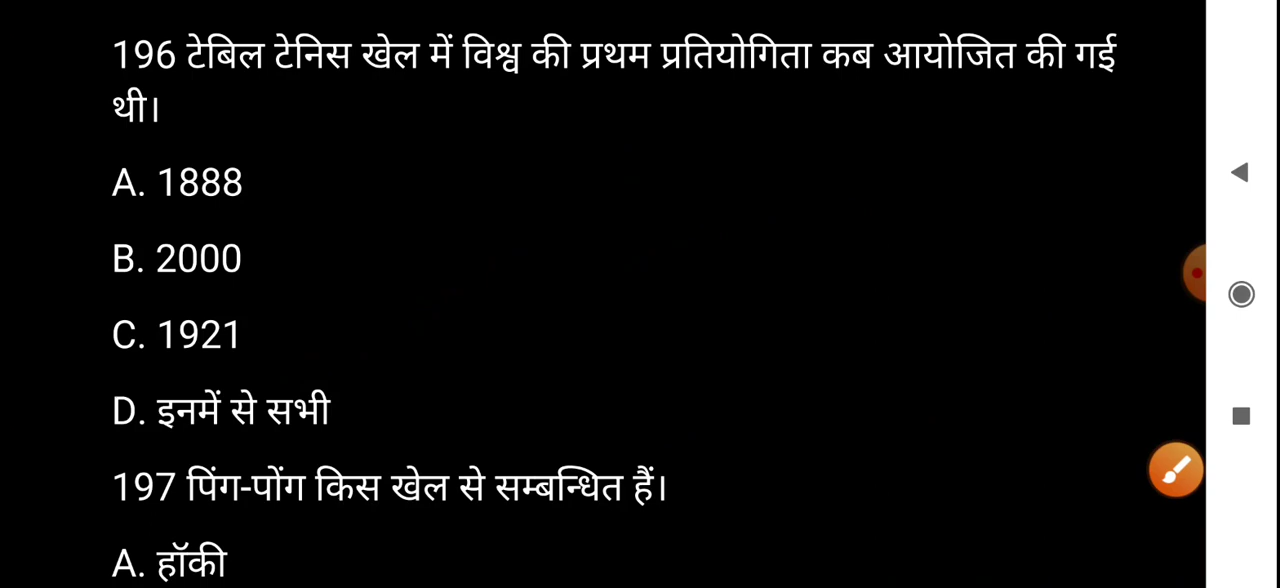 196 टेबिल टेनिस खेल में विश्व की प्रथम प्रतियोगिता कब आयोजित की गई
थी।
A. 1888
B. 2000
C. 1921
D. इनमें से सभी
197 पिंग-पोंग किस खेल से सम्बन्धित हैं।
A. हॉकी